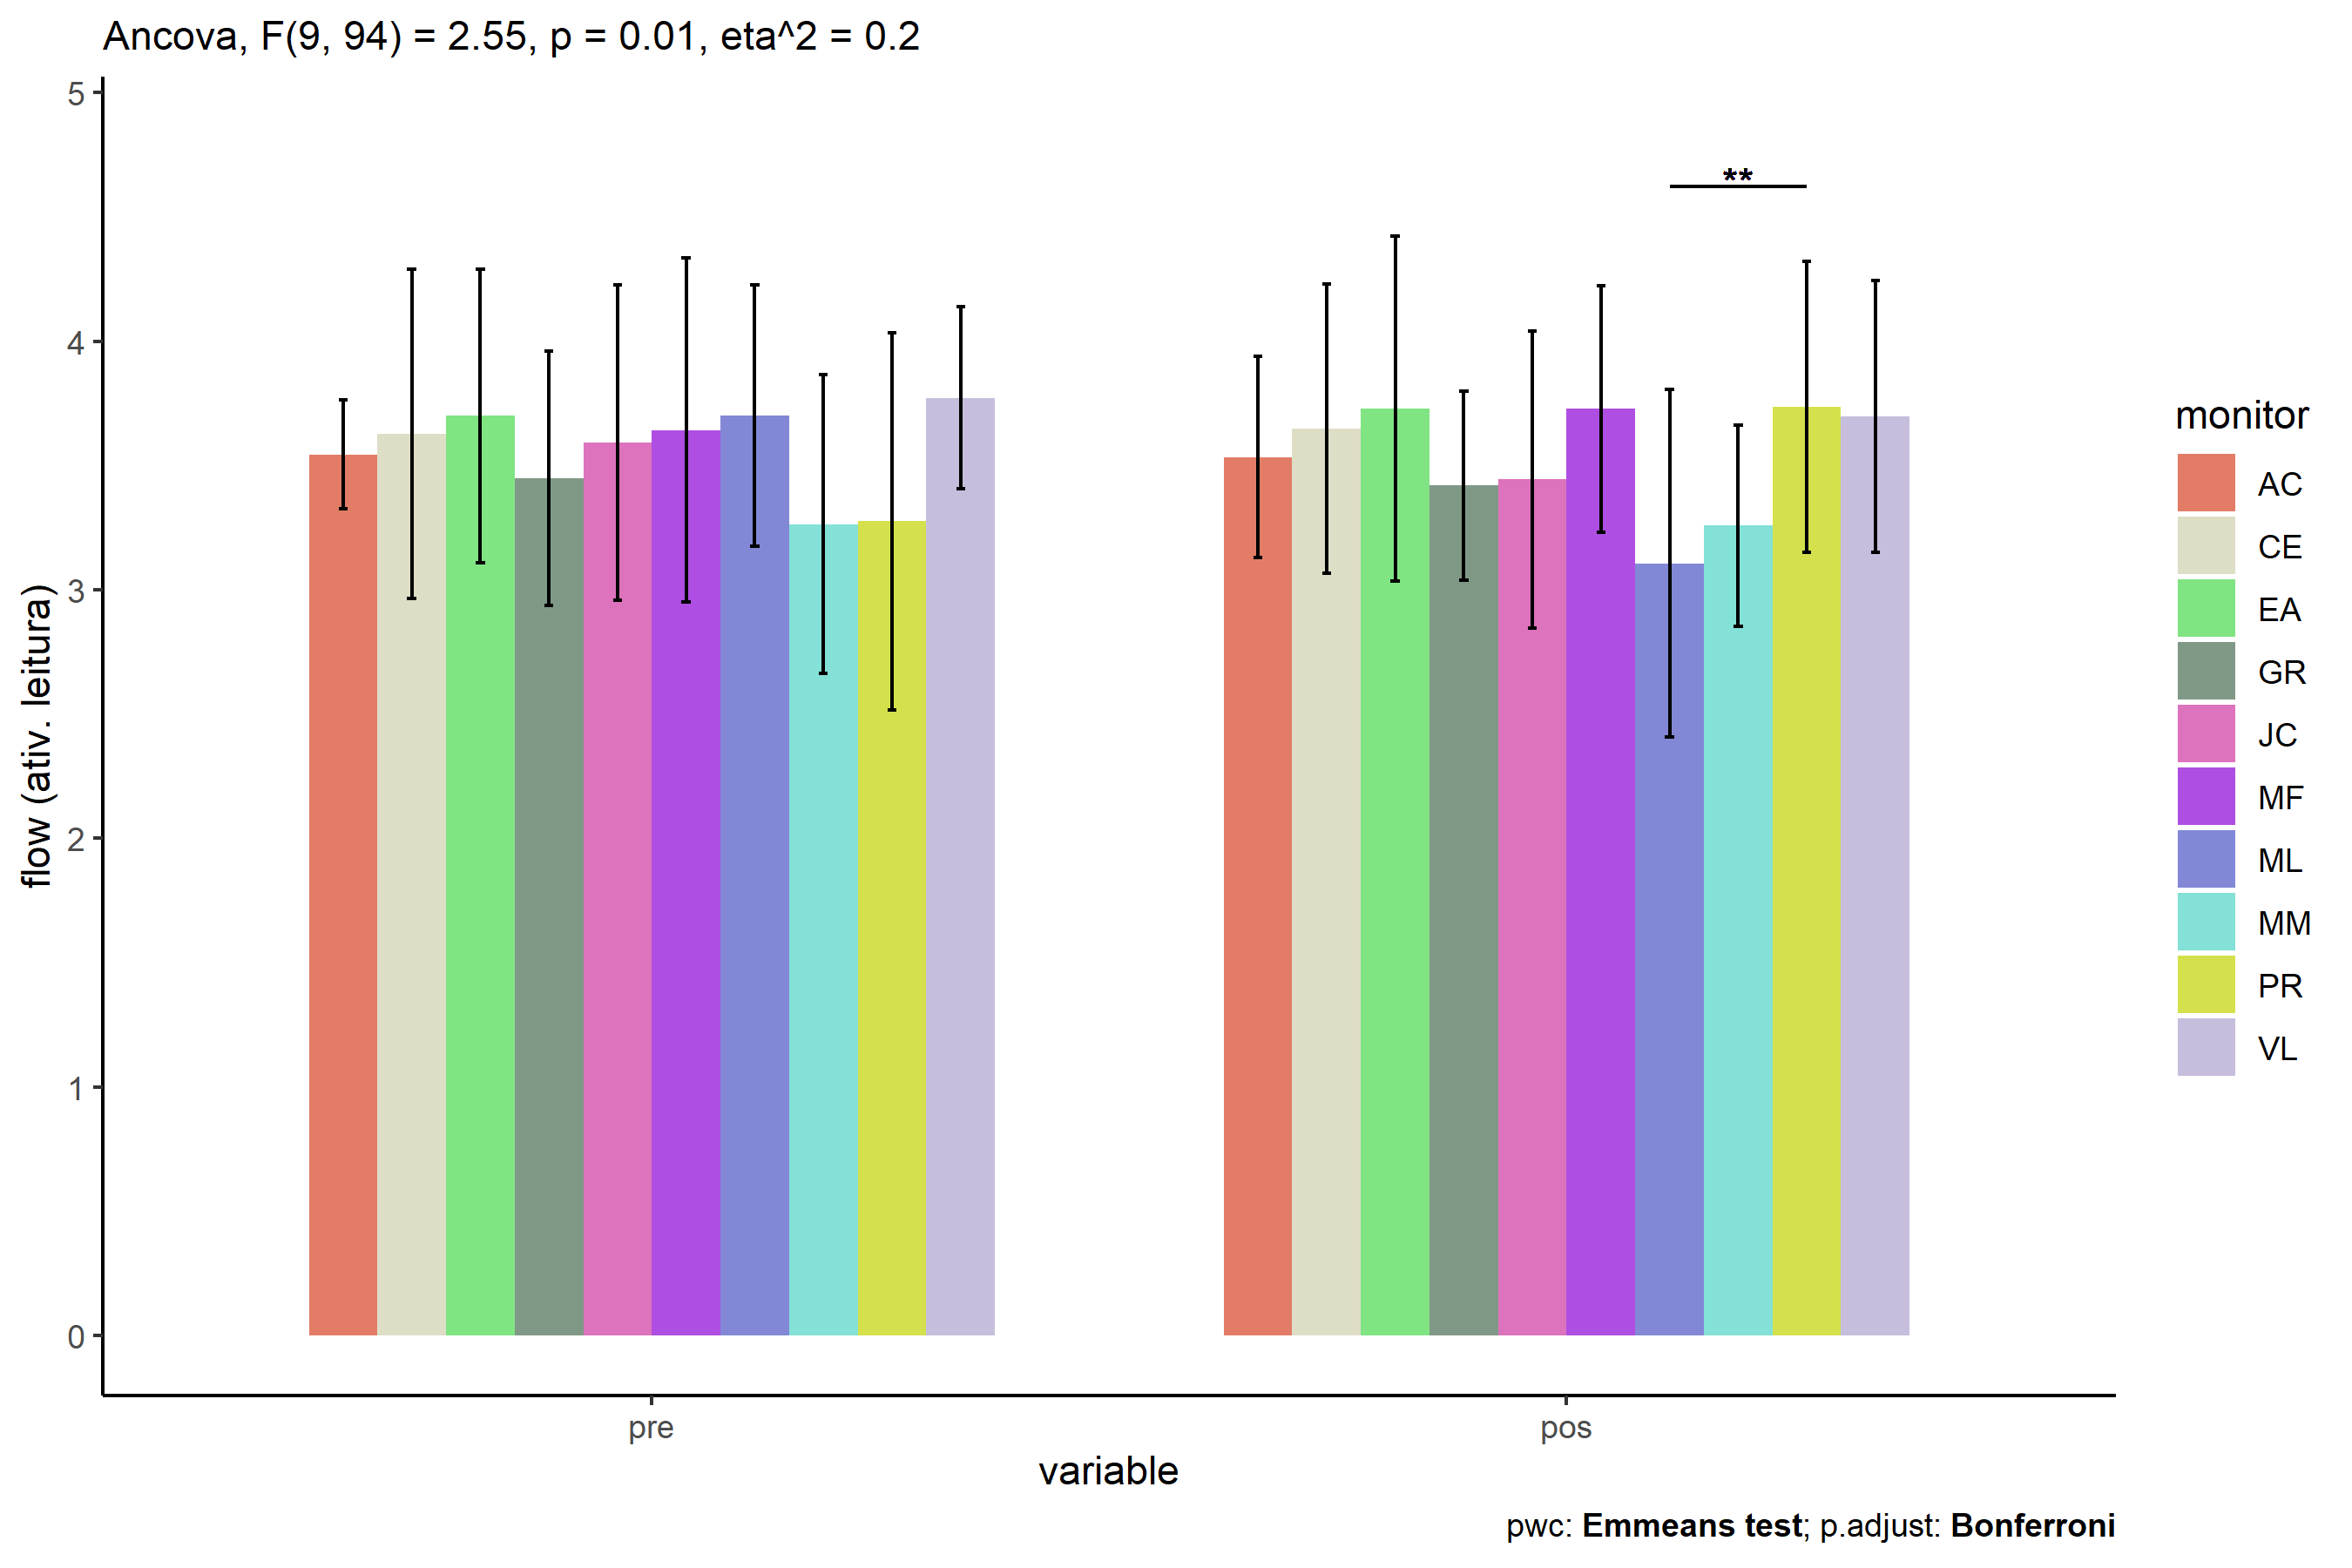 Ancova, F(9, 94) = 2.55, p = 0.01, eta^2 = 0.2
5
4
3
2
1
0
flow (ativ. leitura)
**
pre
pos
variable
monitor
AC
CE
EA
GR
JC
MF
ML
MM
PR
VL
pwc: Emmeans test; p.adjust: Bonferroni